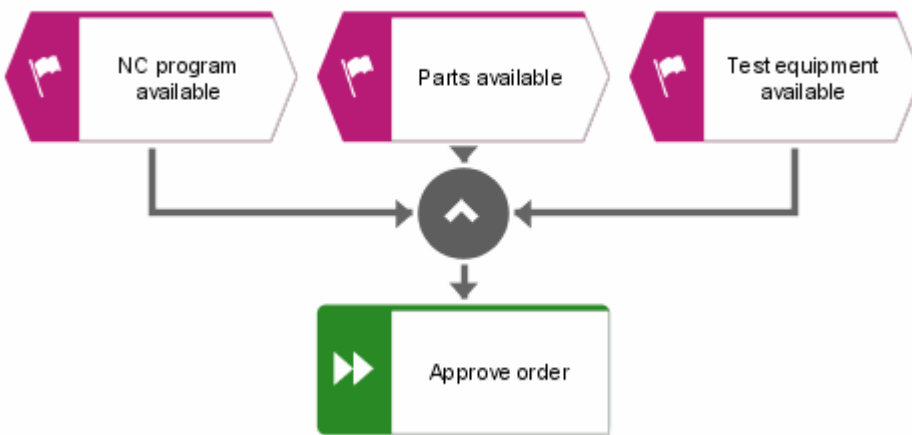 NC program
available
Parts available
Test equipment
available
Approve order